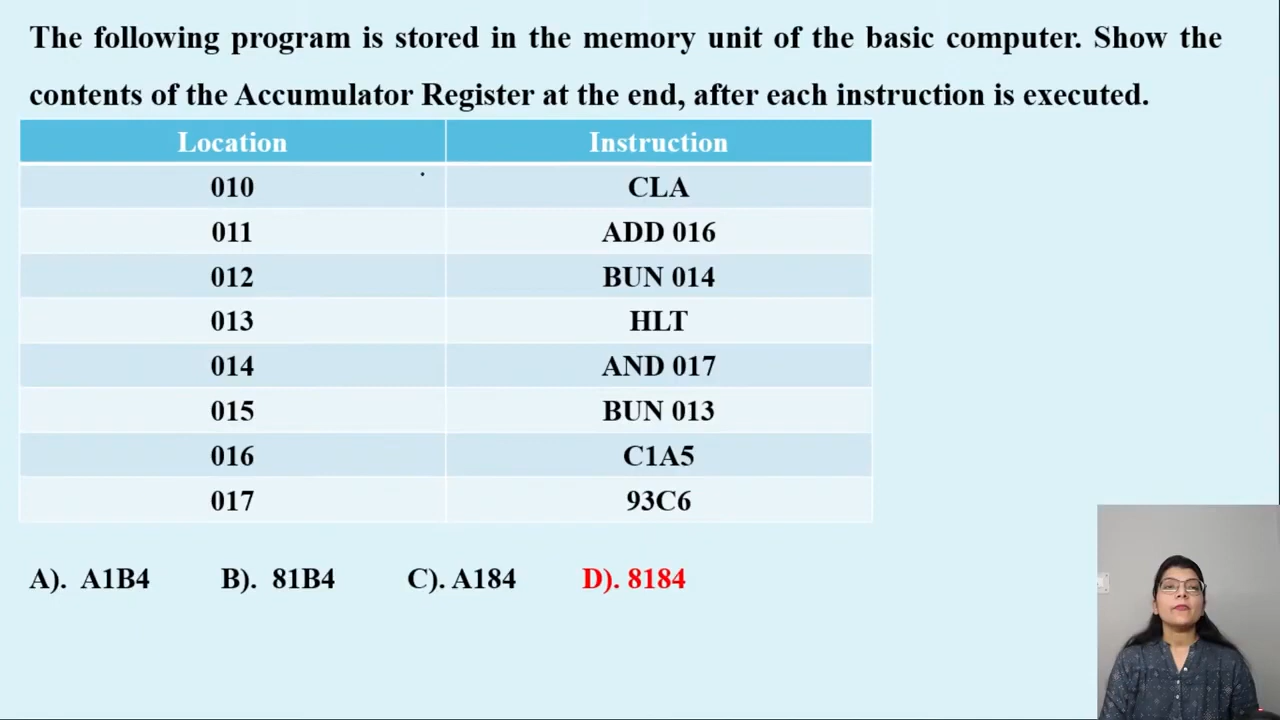 The following program is stored in the memory unit of the basic computer. Show the
contents of the Accumulator Register at the end, after each instruction is executed.
Location Instruction
010 CLA
011 ADD 016
012 BUN 014
013 HLT
014 AND 017
015 BUN 013
016 C1A5
017 93C6
A). A1B4 B). 81B4 C). A184 D). 8184